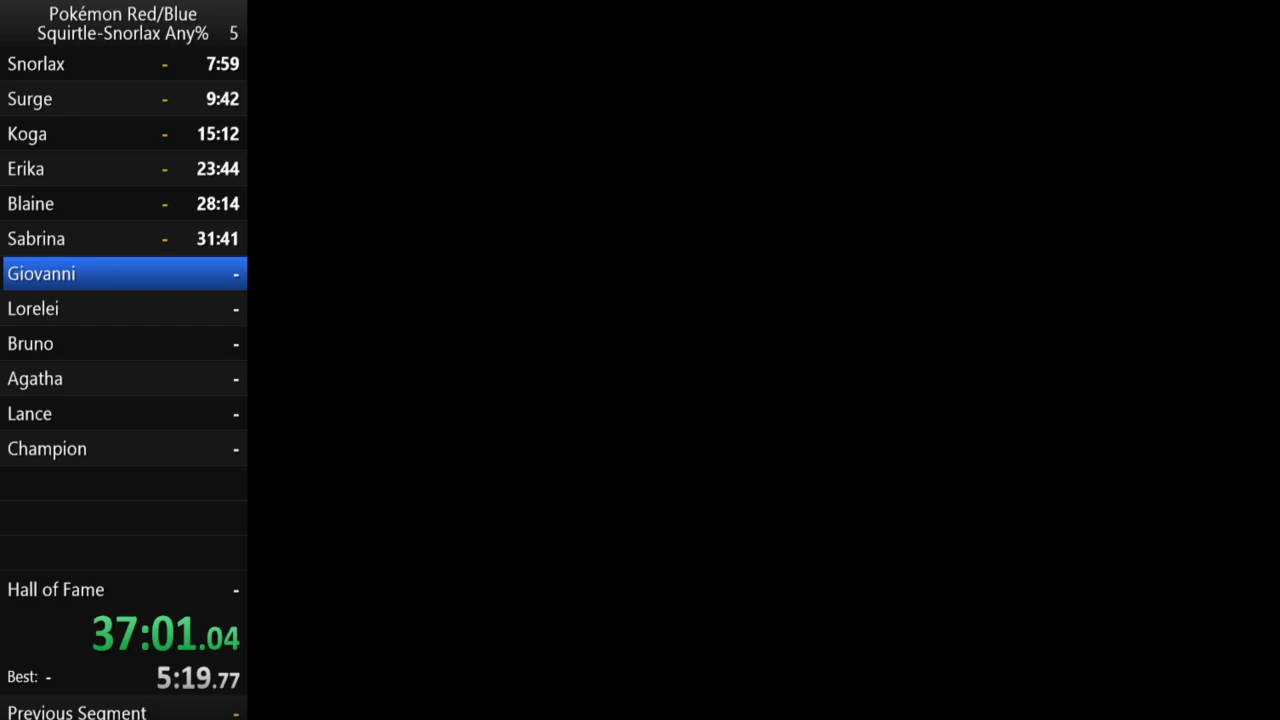 Pokémon Red/Blue
Squirtle-Snorlax Any% 5
Snorlax - 7:59
Surge - 9:42
Koga - 15:12
Erika - 23:44
Blaine - 28:14
Sabrina - 31:41
Giovanni -
Lorelei -
Bruno -
Agatha -
Lance -
Champion -
Hall of Fame -
37:01.04
Best: - 5:19.77
Previous Segment -